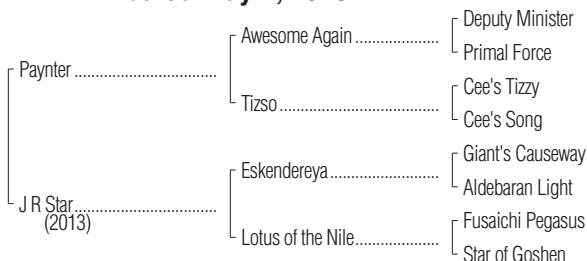 Paynter
J R Star
(2013)
Awesome Again
Tizso
Eskendereya
Lotus of the Nile
Deputy Minister
Primal Force
Cee's Tizzy
Cee's Song
Giant's Causeway
Aldebaran Light
Fusaichi Pegasus
Star of Goshen